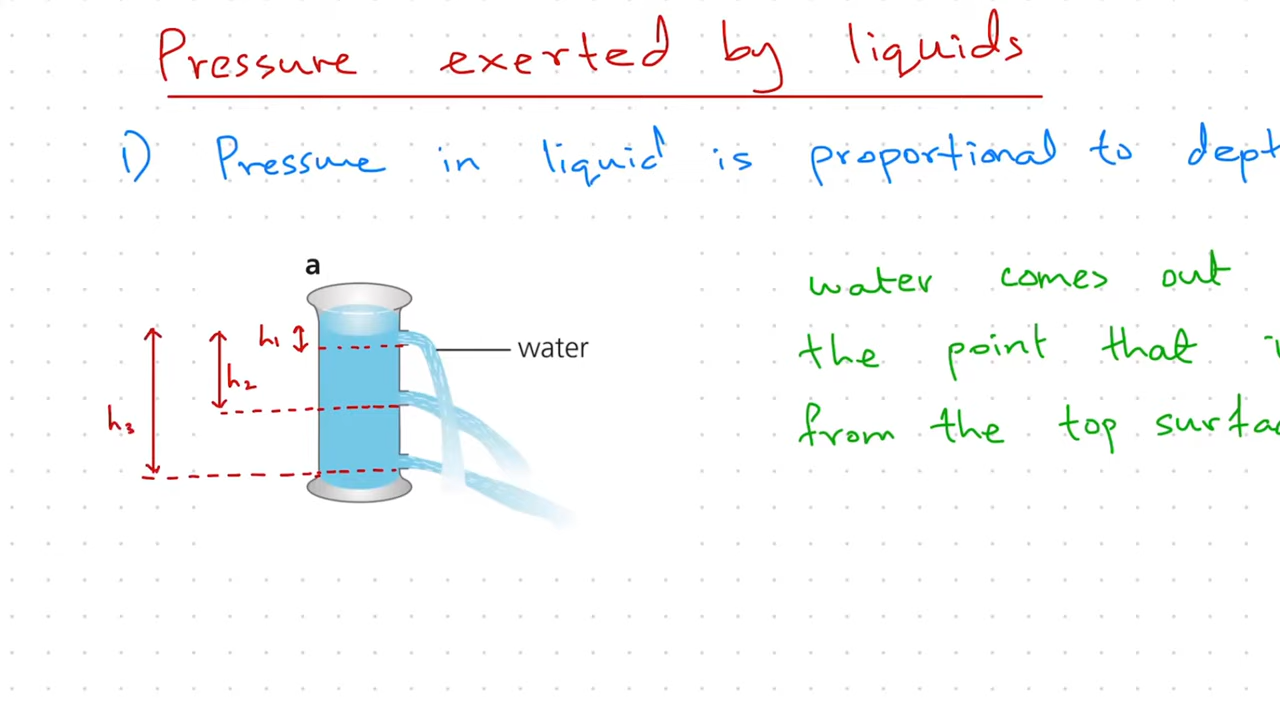 Pressure exerted by liquids
1) Pressure in liquid is proportional to dept
a
water comes out
h1
water
the point that i
h2
h3
from the top surfa